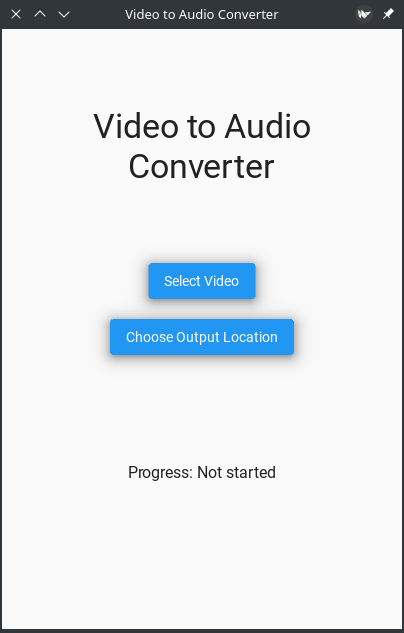 Video to Audio Converter
Video to Audio
Converter
Select Video
Choose Output Location
Progress: Not started